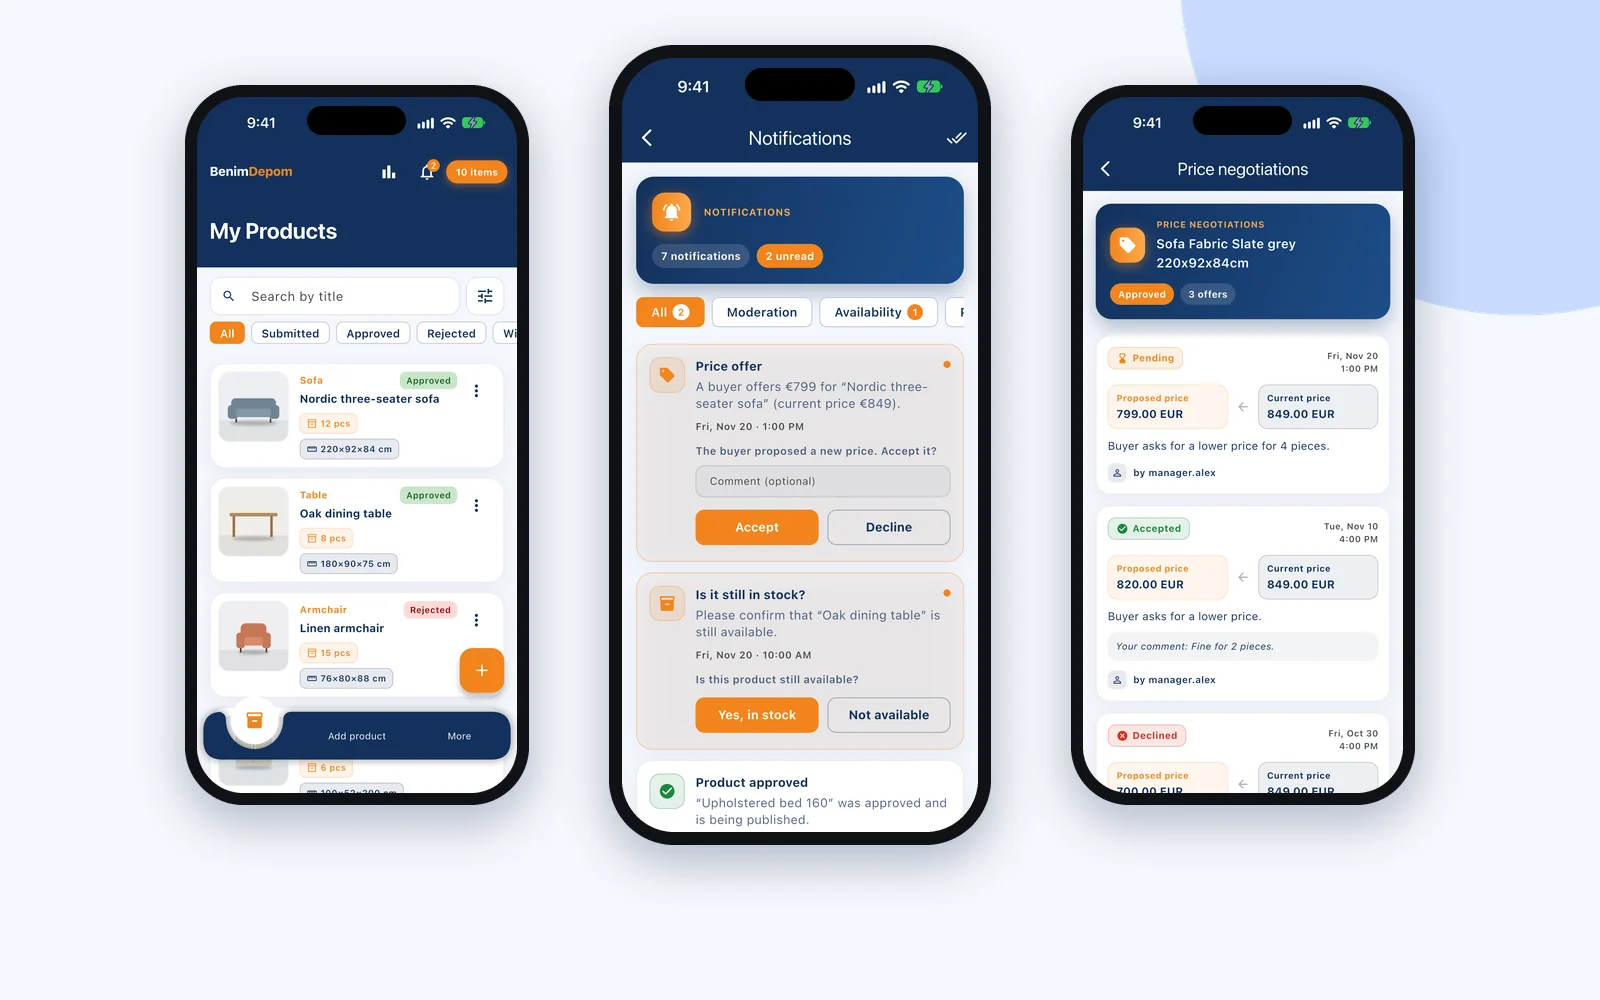 9:41
BenimDepom
2
10 items
My Products
Search by title
All
Submitted
Approved
Rejected
Wi
Sofa
Approved
Nordic three-seater sofa
12 pcs
220×92×84 cm
Table
Approved
Oak dining table
8 pcs
180×90×75 cm
Armchair
Rejected
Linen armchair
15 pcs
76×80×88 cm
+
Add product
More
6 pcs
9:41
Notifications
NOTIFICATIONS
7 notifications
2 unread
All 2
Moderation
Availability 1
Price offer
A buyer offers €799 for “Nordic three-
seater sofa” (current price €849).
Fri, Nov 20 · 1:00 PM
The buyer proposed a new price. Accept it?
Comment (optional)
Accept
Decline
Is it still in stock?
Please confirm that “Oak dining table” is
still available.
Fri, Nov 20 · 10:00 AM
Is this product still available?
Yes, in stock
Not available
Product approved
“Upholstered bed 160” was approved and
is being published.
9:41
Price negotiations
PRICE NEGOTIATIONS
Sofa Fabric Slate grey
220x92x84cm
Approved
3 offers
Pending
Fri, Nov 20
1:00 PM
Proposed price
799.00 EUR
Current price
849.00 EUR
Buyer asks for a lower price for 4 pieces.
by manager.alex
Accepted
Tue, Nov 10
4:00 PM
Proposed price
820.00 EUR
Current price
849.00 EUR
Buyer asks for a lower price.
Your comment: Fine for 2 pieces.
by manager.alex
Declined
Fri, Oct 30
4:00 PM
Proposed price
700.00 EUR
Current price
849.00 EUR